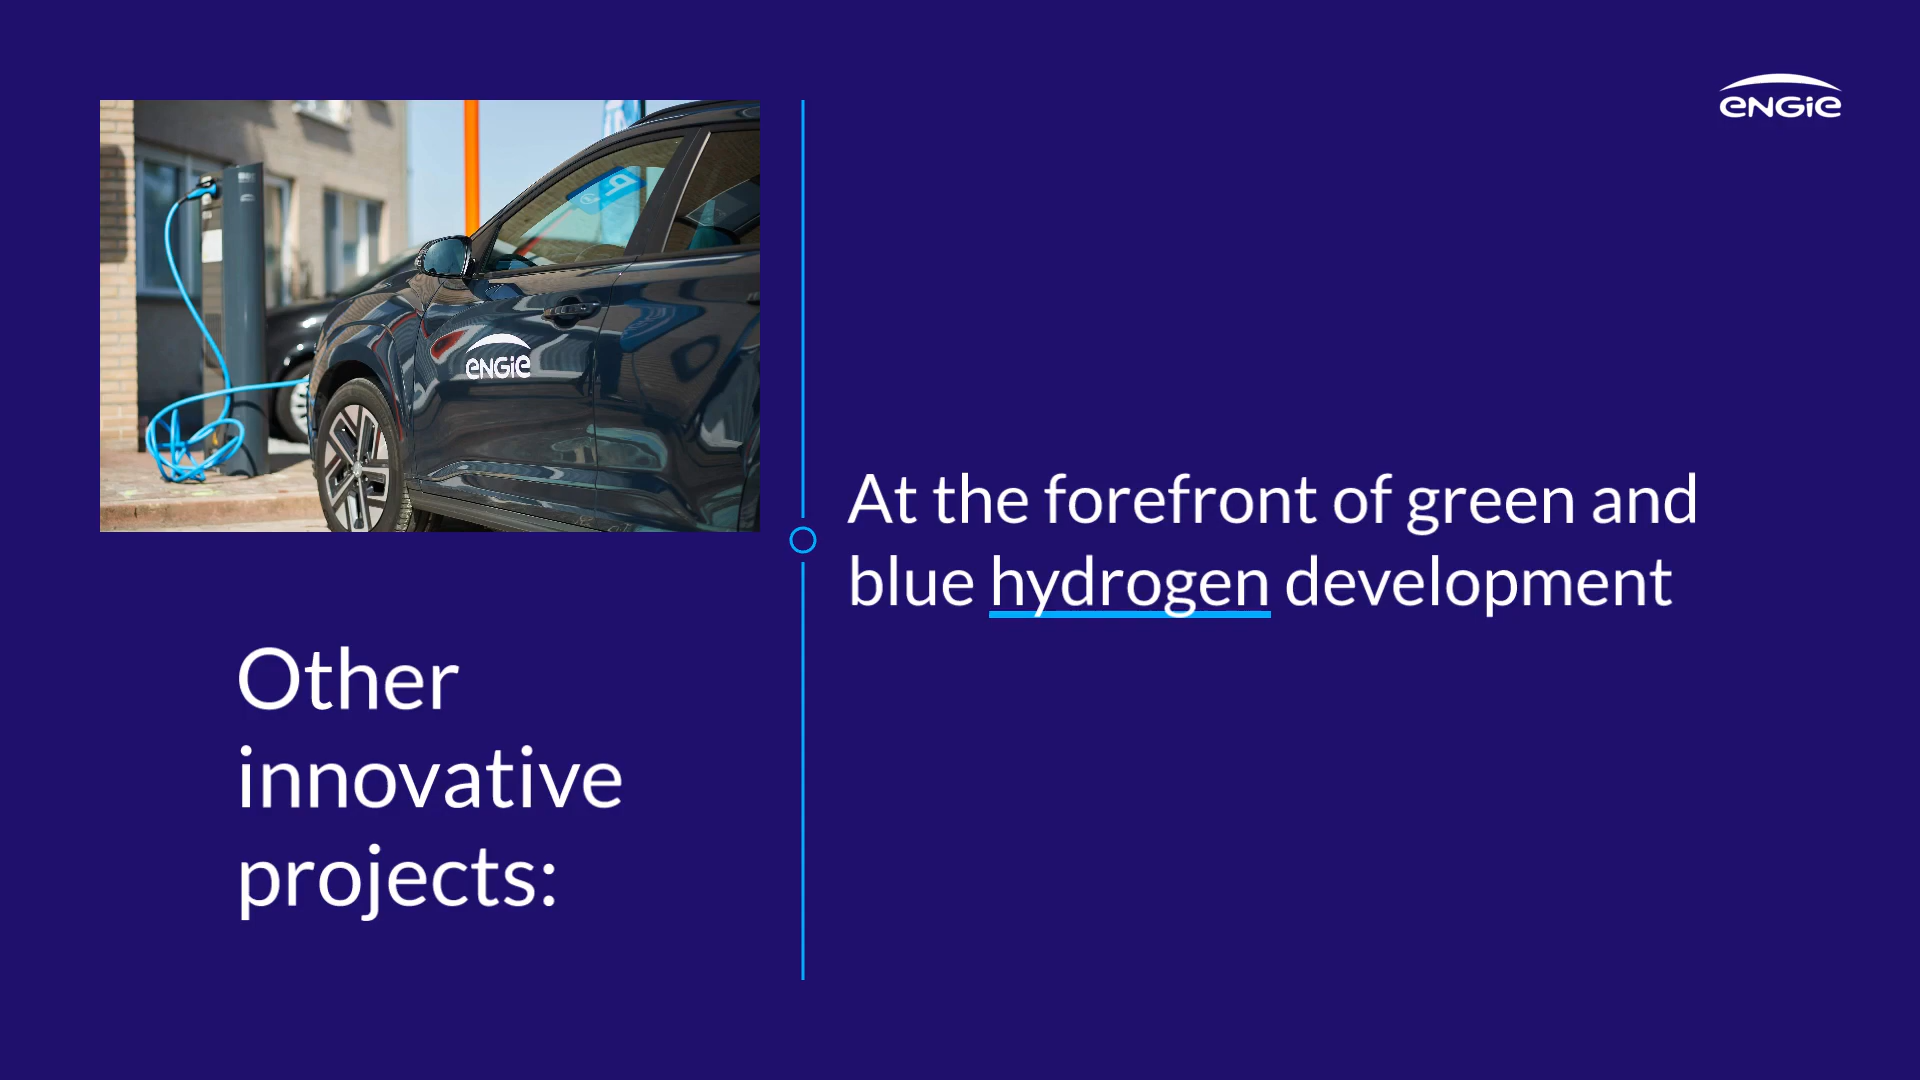 ENGIE
ENGIE
Other
innovative
projects:
At the forefront of green and
blue hydrogen development